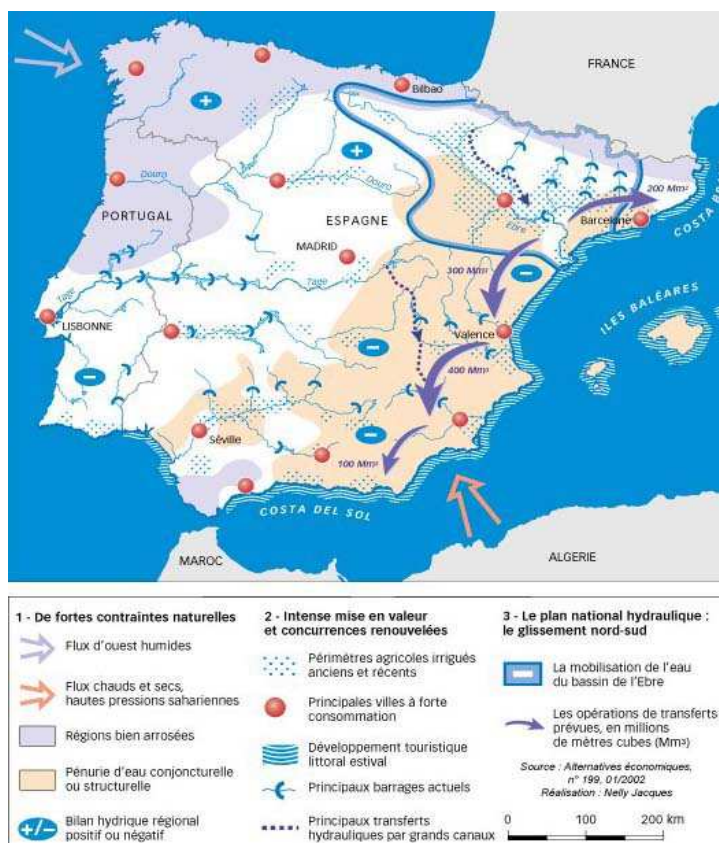 FRANCE
Bilbao
Douro
Douro
PORTUGAL
ESPAGNE
Ebre
200 Mm³
Barcelone
COSTA
MADRID
Tage
Tage
300 Mm³
ILES BALÉARES
LISBONNE
Valence
400 Mm³
Séville
100 Mm³
COSTA DEL SOL
MAROC
ALGERIE
1 - De fortes contraintes naturelles
Flux d'ouest humides
Flux chauds et secs,
hautes pressions sahariennes
Régions bien arrosées
Pénurie d'eau conjoncturelle
ou structurelle
+/−
Bilan hydrique régional
positif ou négatif
2 - Intense mise en valeur
et concurrences renouvelées
Périmètres agricoles irrigués
anciens et récents
Principales villes à forte
consommation
Développement touristique
littoral estival
Principaux barrages actuels
Principaux transferts
hydrauliques par grands canaux
3 - Le plan national hydraulique :
le glissement nord-sud
La mobilisation de l'eau
du bassin de l'Ebre
Les opérations de transferts
prévues, en millions
de mètres cubes (Mm³)
Source : Alternatives économiques,
n° 199, 01/2002
Réalisation : Nelly Jacques
0 100 200 km